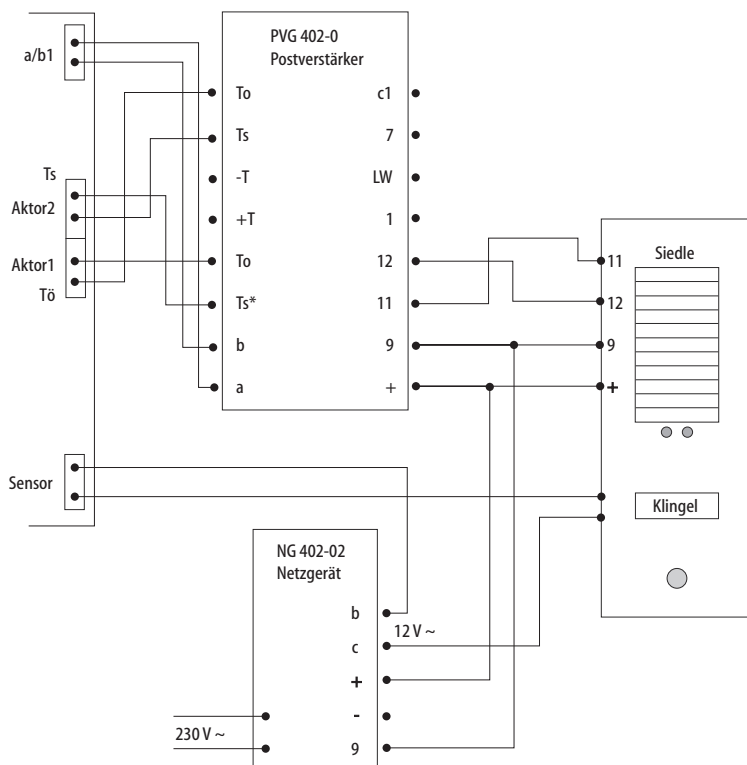 a/b1
Ts
Aktor2
Aktor1
Tö
Sensor
PVG 402-0
Postverstärker
To
Ts
-T
+T
To
Ts*
b
a
c1
7
LW
1
12
11
9
+
Siedle
11
12
9
+
Klingel
NG 402-02
Netzgerät
b
c
+
-
9
12 V ~
230 V ~